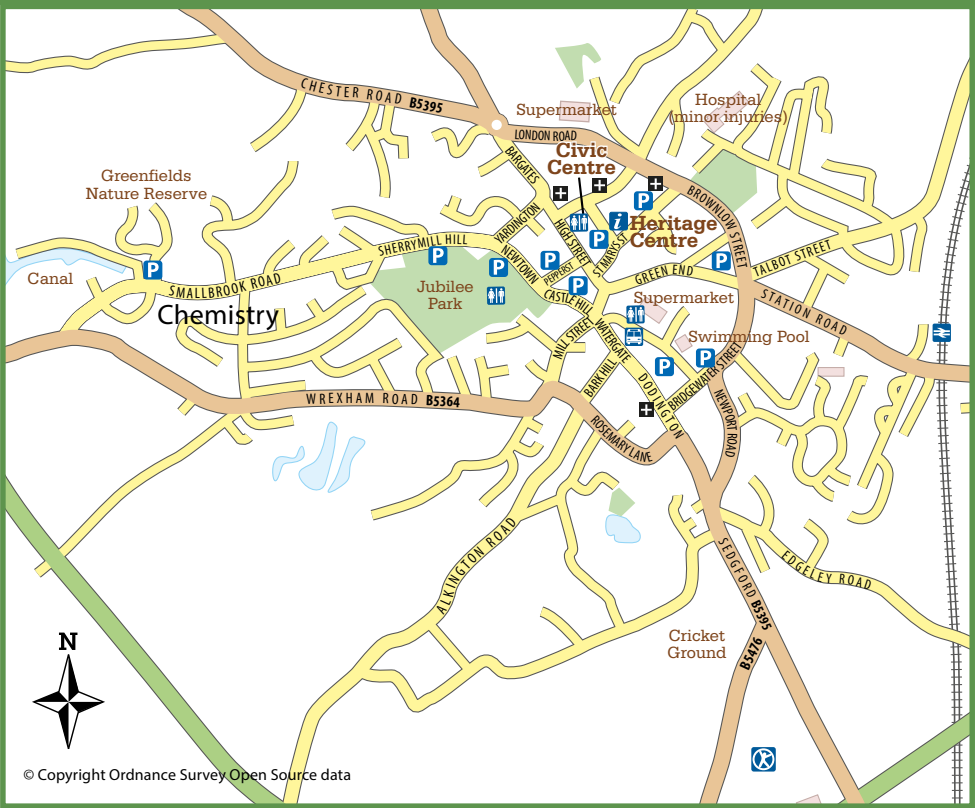 CHESTER ROAD B5395
Supermarket
Hospital
(minor injuries)
LONDON ROAD
BARGATES
Civic
Centre
Greenfields
Nature Reserve
BROWNLOW STREET
YARDINGTON
HIGH STREET
i Heritage
Centre
ST MARYS ST
SHERRYMILL HILL
NEWTOWN
PEPPER ST
GREEN END
TALBOT STREET
P
P
P
P
P
P
P
P
P
P
Canal
SMALLBROOK ROAD
Jubilee
Park
CASTLE HILL
Supermarket
STATION ROAD
Chemistry
MILL STREET
WATERGATE
Swimming Pool
BARK HILL
DODINGTON
BRIDGEWATER STREET
WREXHAM ROAD B5364
NEWPORT ROAD
ROSEMARY LANE
ALKINGTON ROAD
SEDGFORD B5395
EDGELEY ROAD
Cricket
Ground
B5476
N
© Copyright Ordnance Survey Open Source data